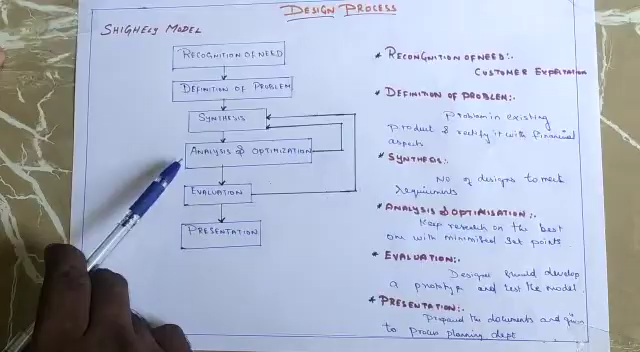 DESIGN PROCESS
SHIGHELY MODEL
RECOGNITION OF NEED
DEFINITION OF PROBLEM
SYNTHESIS
ANALYSIS & OPTIMIZATION
EVALUATION
PRESENTATION
* RECONGNITION OF NEED:-
CUSTOMER EXPECTATION
* DEFINITION OF PROBLEM:-
Problem in existing
product & rectify it with financial
aspects
* SYNTHESIS:-
No of designs to meet
requirements
* ANALYSIS & OPTIMISATION:-
Keep research on the best
one with minimised set points
* EVALUATION:-
Designer should develop
a prototype and test the model.
* PRESENTATION:-
Prepared the documents and given
to process planning dept